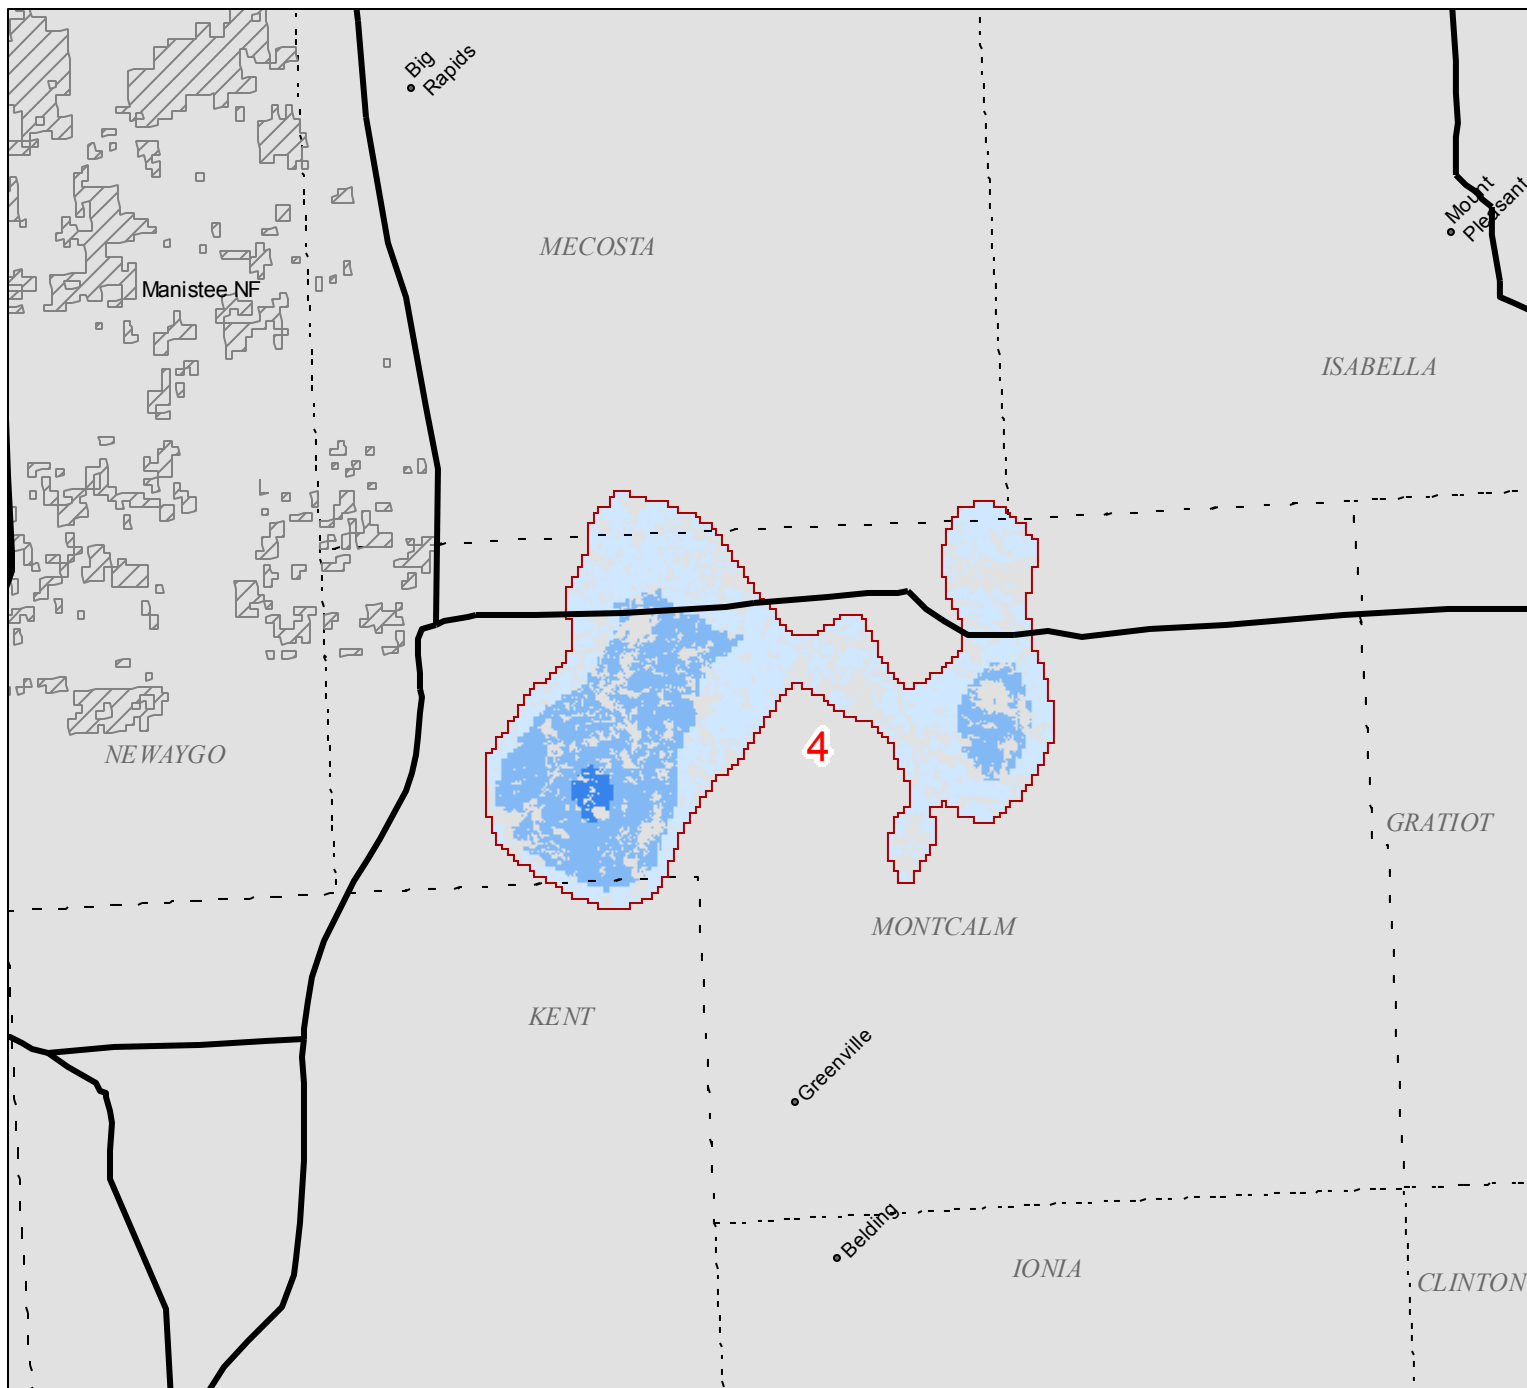 Big
Rapids
Mount
Pleasant
MECOSTA
Manistee NF
ISABELLA
4
NEWAYGO
GRATIOT
MONTCALM
KENT
Greenville
Belding
IONIA
CLINTON